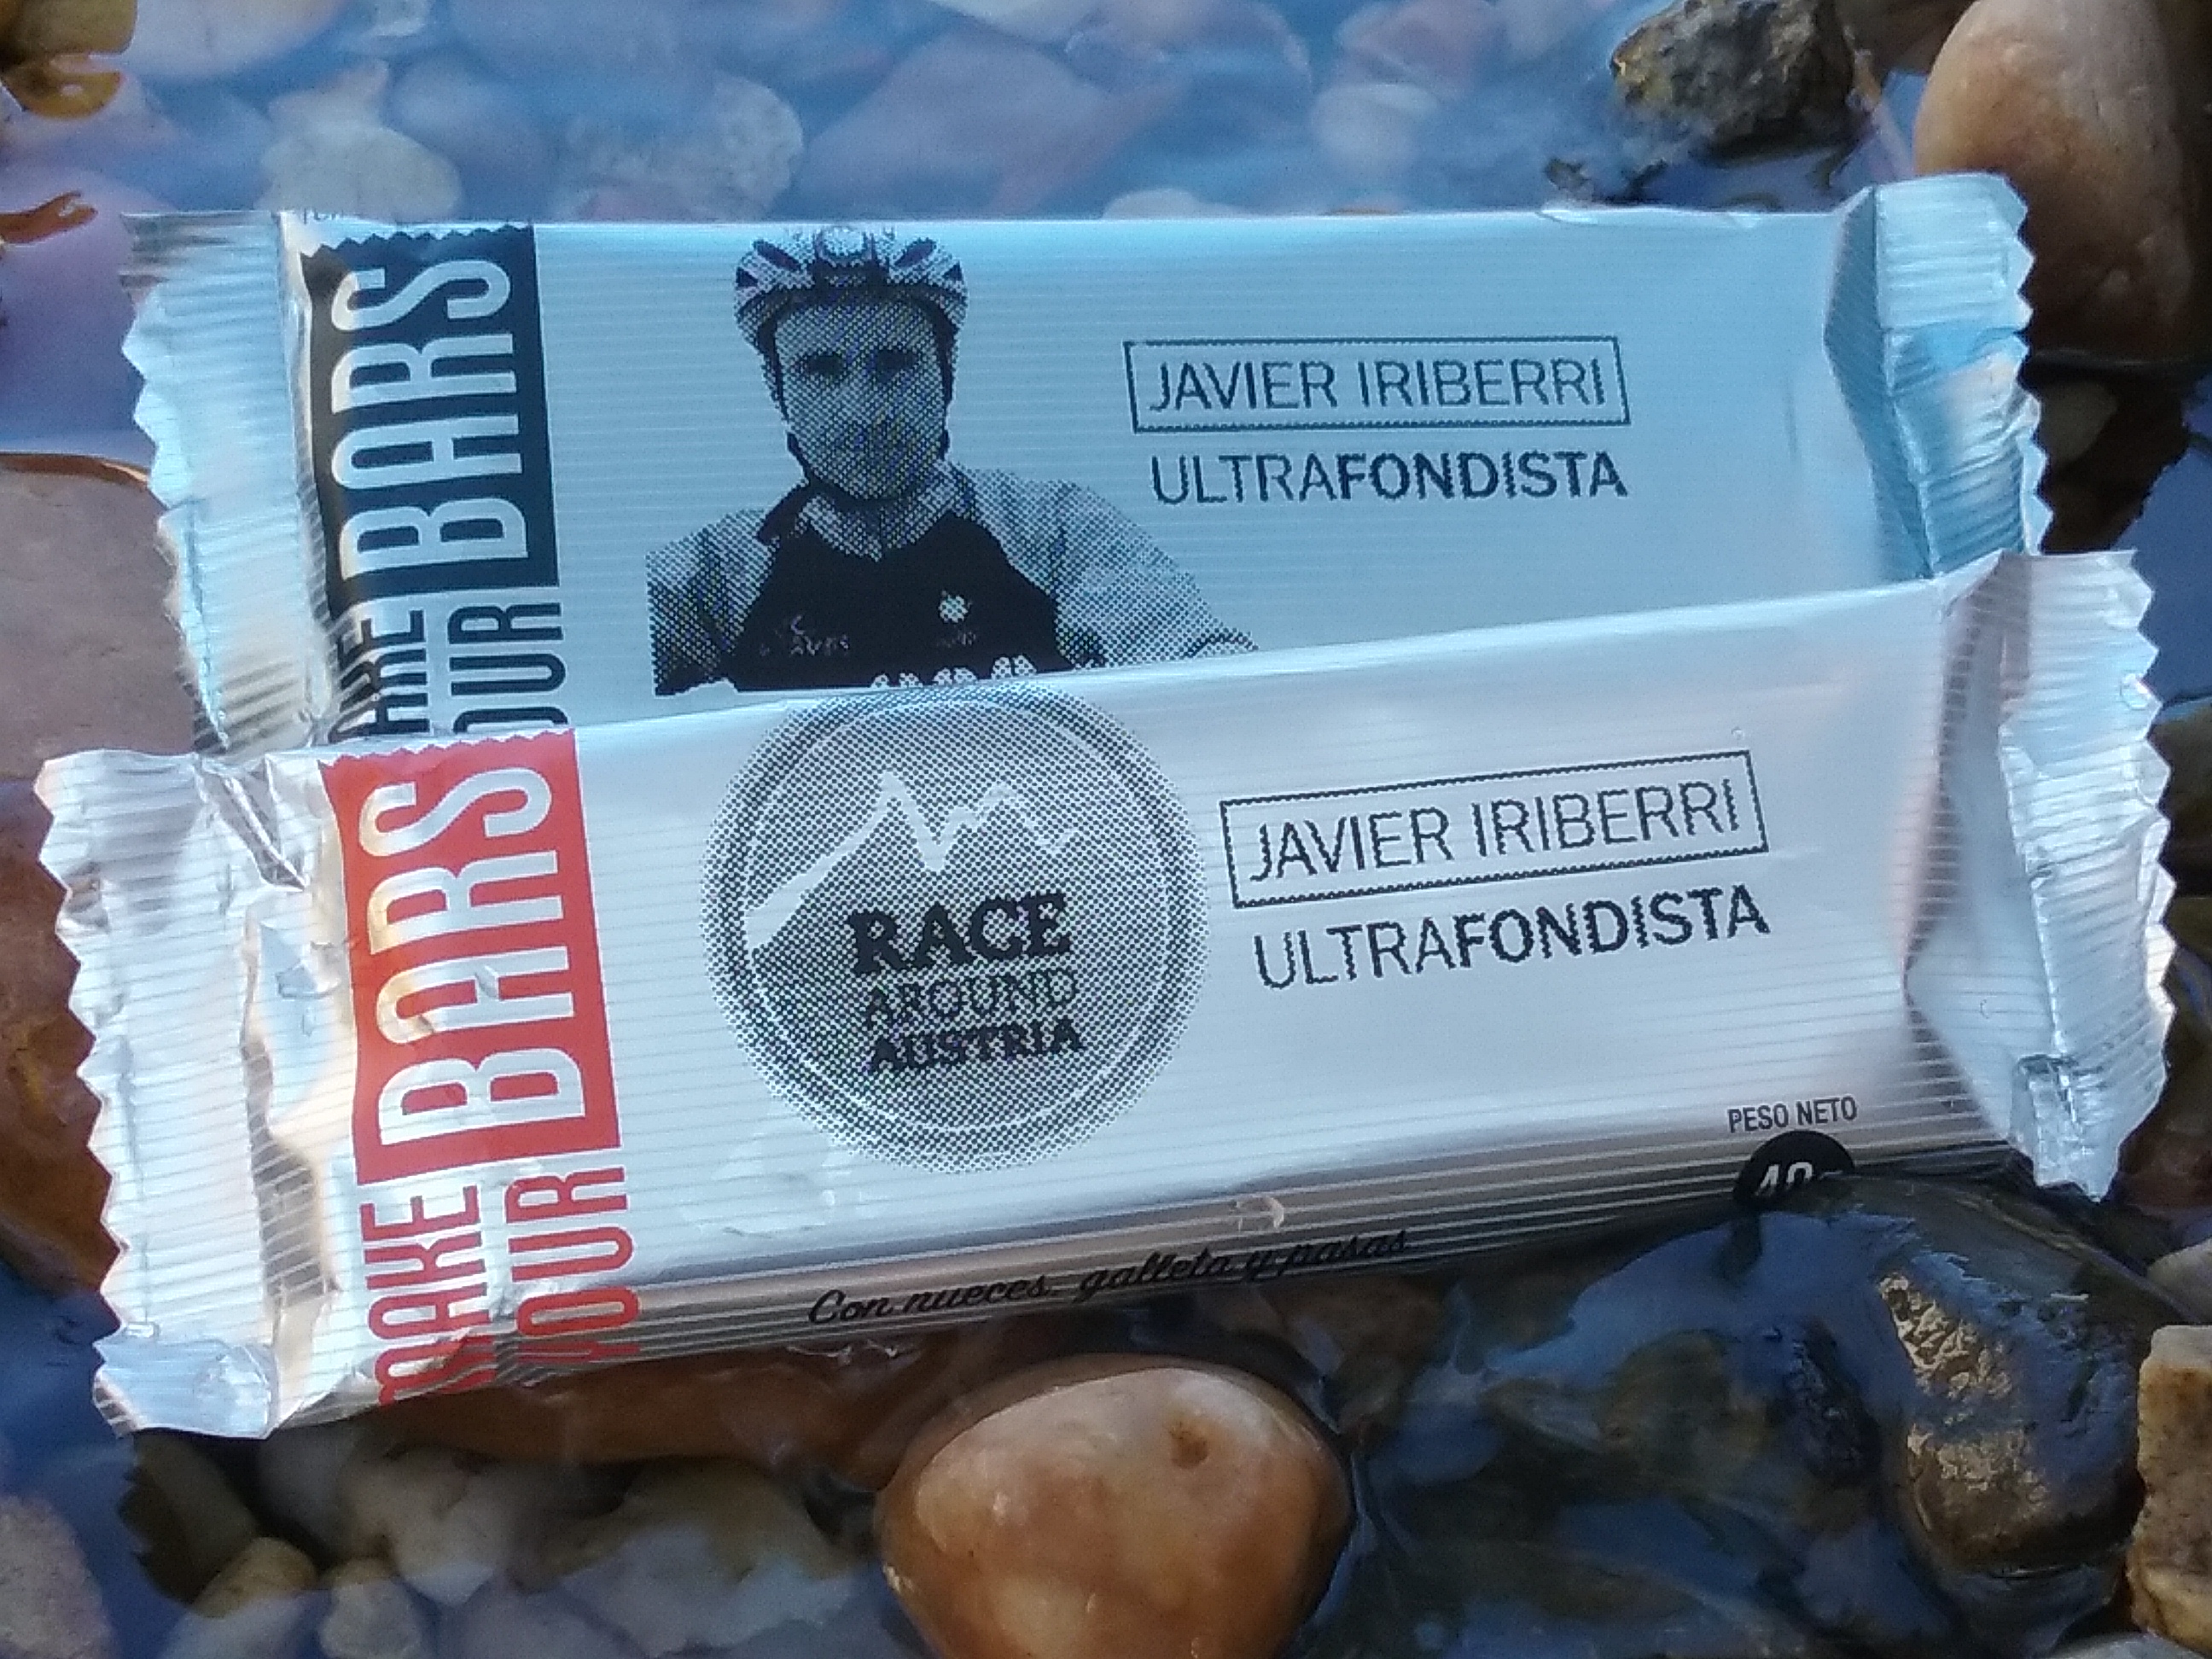 MAKE
YOUR BARS
JAVIER IRIBERRI
ULTRAFONDISTA
MAKE
YOUR BARS
RACE
AROUND
AUSTRIA
JAVIER IRIBERRI
ULTRAFONDISTA
PESO NETO
40
Con nueces, galleta y pasas